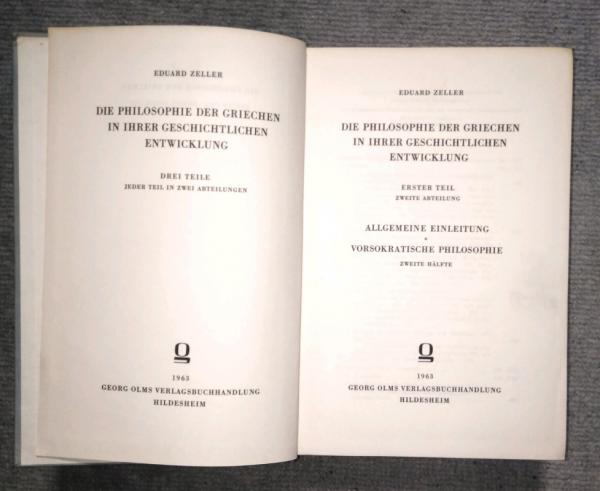 EDUARD ZELLER
DIE PHILOSOPHIE DER GRIECHEN
IN IHRER GESCHICHTLICHEN
ENTWICKLUNG
DREI TEILE
JEDER TEIL IN ZWEI ABTEILUNGEN
1963
GEORG OLMS VERLAGSBUCHHANDLUNG
HILDESHEIM
EDUARD ZELLER
DIE PHILOSOPHIE DER GRIECHEN
IN IHRER GESCHICHTLICHEN
ENTWICKLUNG
ERSTER TEIL
ZWEITE ABTEILUNG
ALLGEMEINE EINLEITUNG
*
VORSOKRATISCHE PHILOSOPHIE
ZWEITE HÄLFTE
1963
GEORG OLMS VERLAGSBUCHHANDLUNG
HILDESHEIM